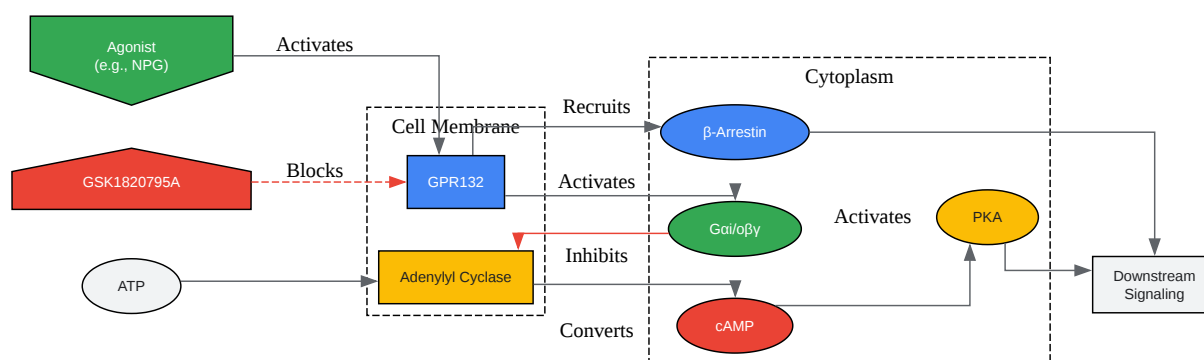 Agonist
(e.g., NPG)
Activates
Cytoplasm
Recruits
Cell Membrane
β-Arrestin
GSK1820795A
Blocks
GPR132
Activates
Gαi/oβγ
Activates
PKA
Inhibits
ATP
Adenylyl Cyclase
Downstream
Signaling
Converts
cAMP